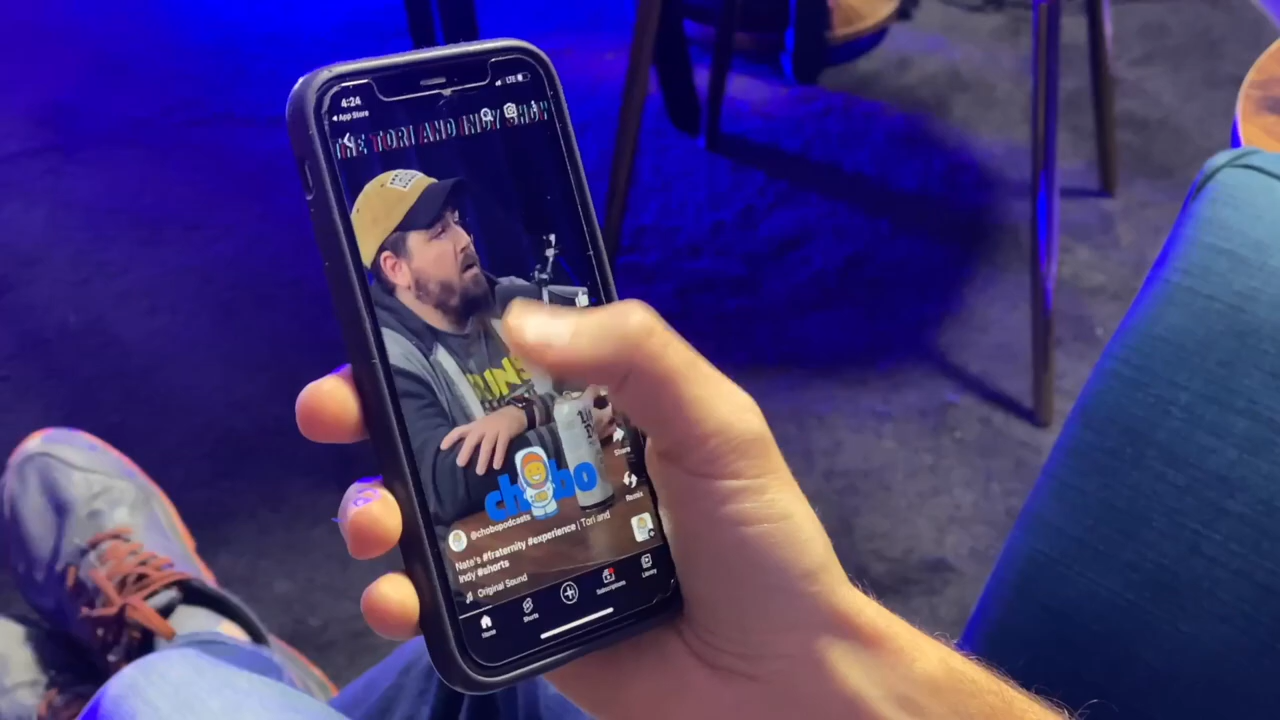 4:24
LTE
◀ App Store
THE TORI AND INDY SHOW
chobo
Share
Remix
@chobopodcasts
Nate's #fraternity #experience | Tori and
Indy #shorts
Original Sound
Home
Shorts
Subscriptions
Library